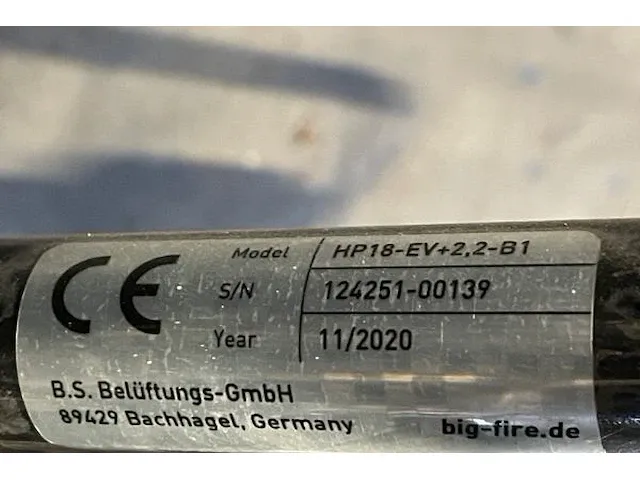 CE
Model HP18-EV+2,2-B1
S/N 124251-00139
Year 11/2020
B.S. Belüftungs-GmbH
89429 Bachhagel, Germany
big-fire.de